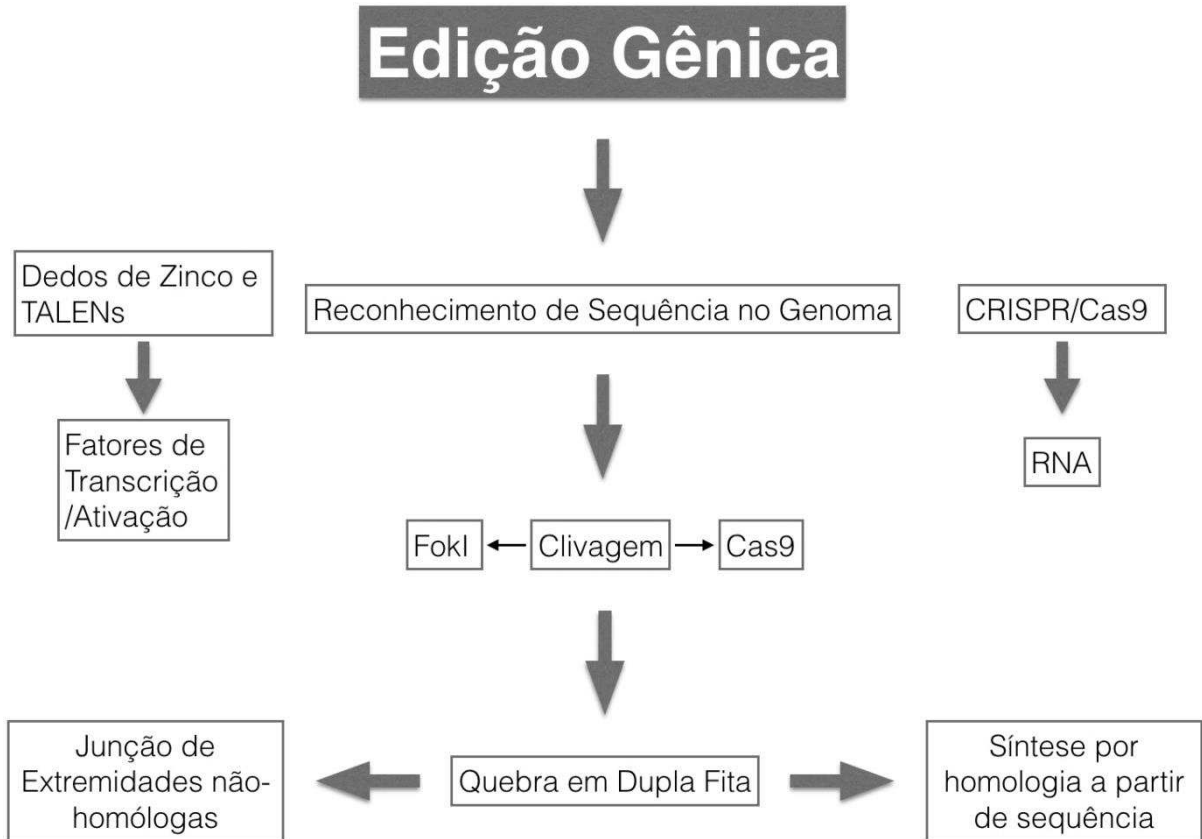 Edição Gênica
Dedos de Zinco e
TALENs
Reconhecimento de Sequência no Genoma
CRISPR/Cas9
Fatores de
Transcrição
/Ativação
RNA
FokI
Clivagem
Cas9
Junção de
Extremidades não-
homólogas
Quebra em Dupla Fita
Síntese por
homologia a partir
de sequência